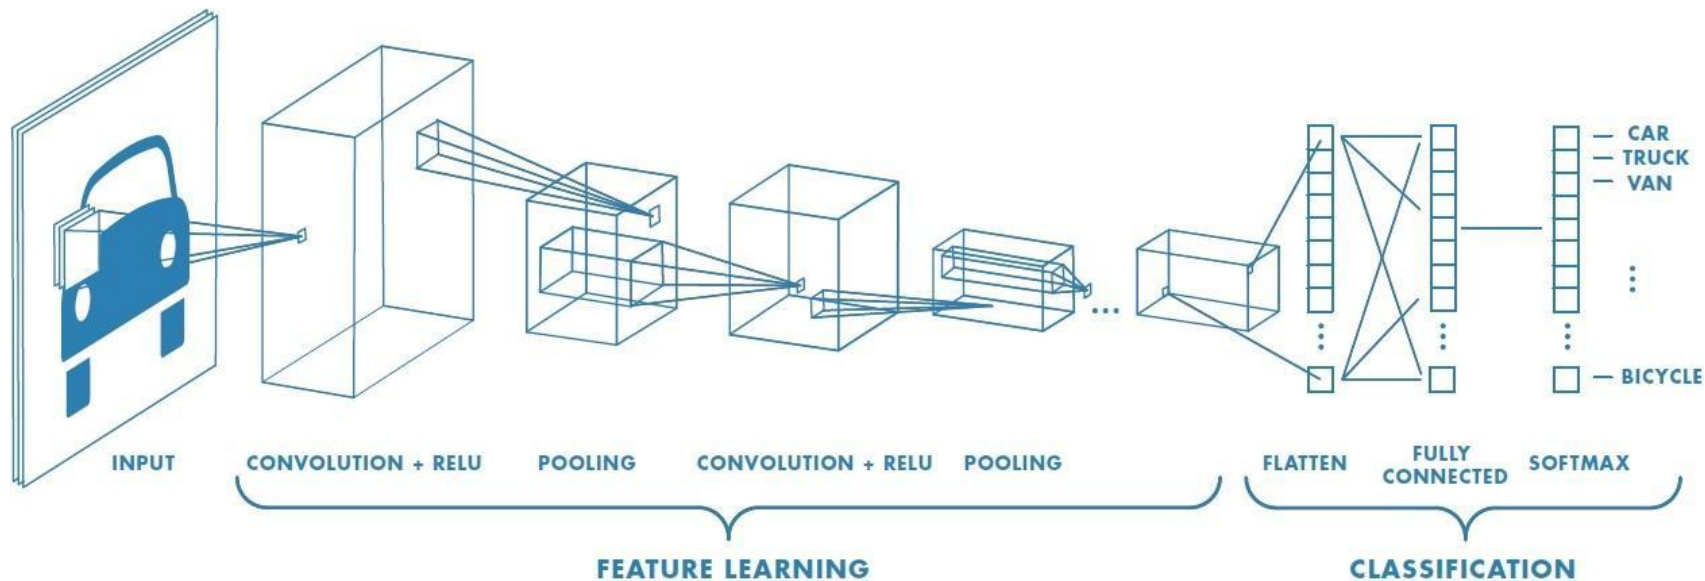 CAR
TRUCK
VAN
BICYCLE
INPUT
CONVOLUTION + RELU
POOLING
CONVOLUTION + RELU
POOLING
FLATTEN
FULLY
CONNECTED
SOFTMAX
FEATURE LEARNING
CLASSIFICATION